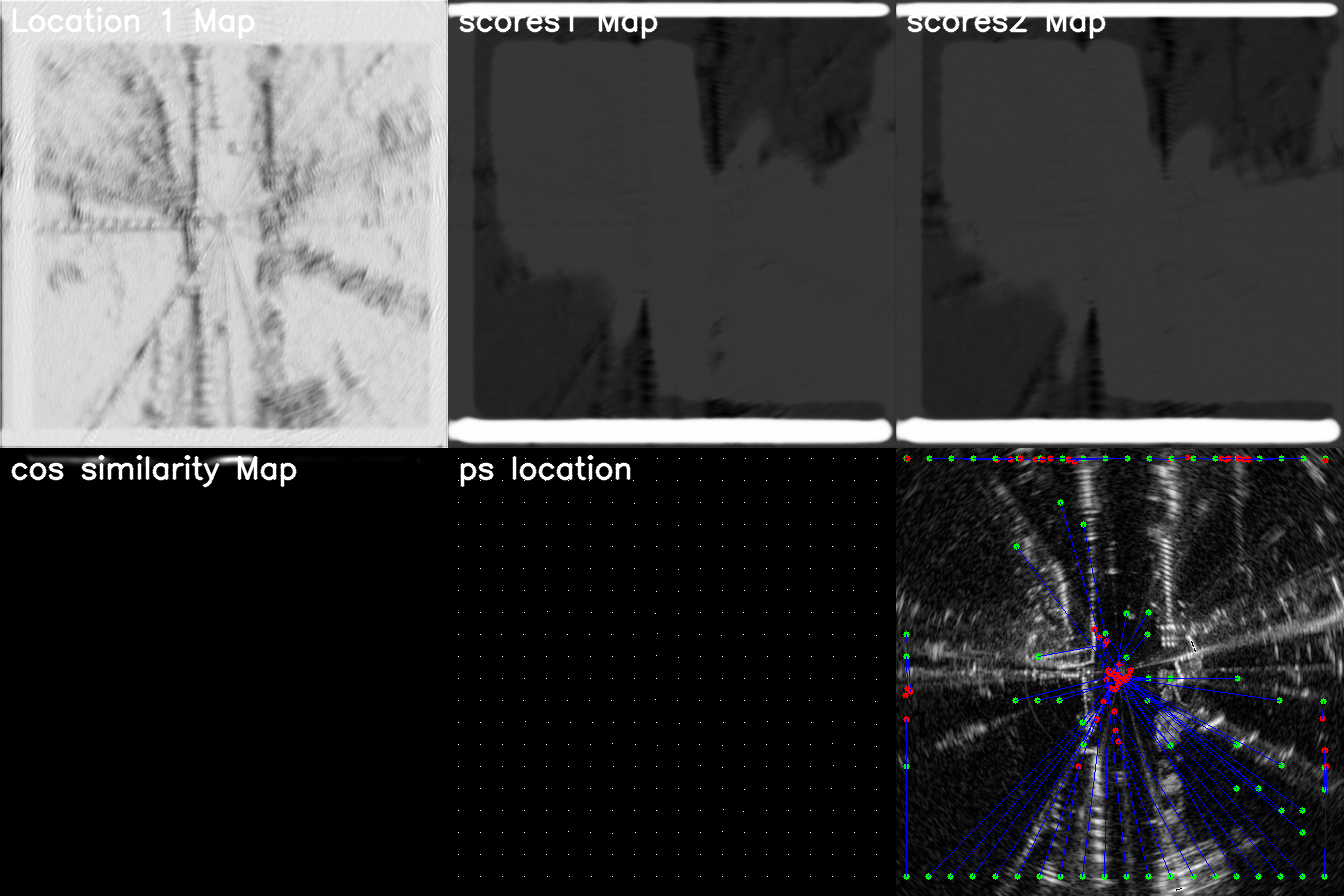 Location 1 Map
scores1 Map
scores2 Map
cos similarity Map
ps location